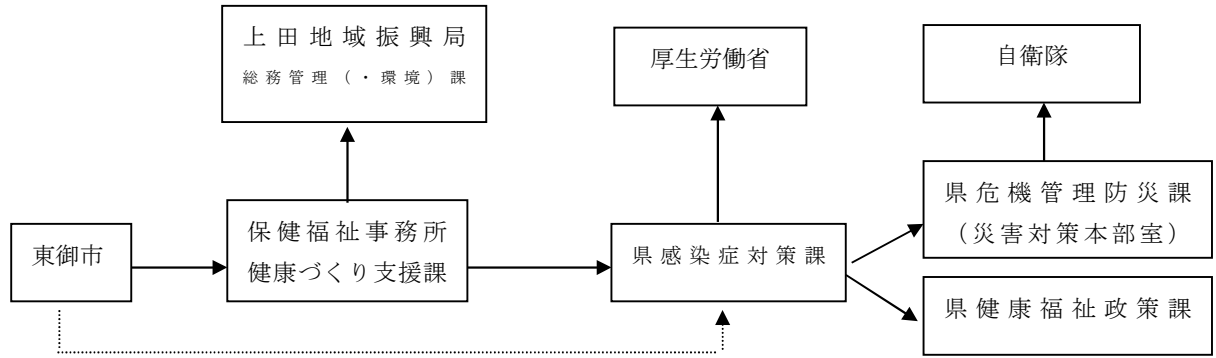 上田地域振興局
総務管理（・環境）課
厚生労働省
自衛隊
県危機管理防災課
（災害対策本部室）
東御市
保健福祉事務所
健康づくり支援課
県感染症対策課
県健康福祉政策課